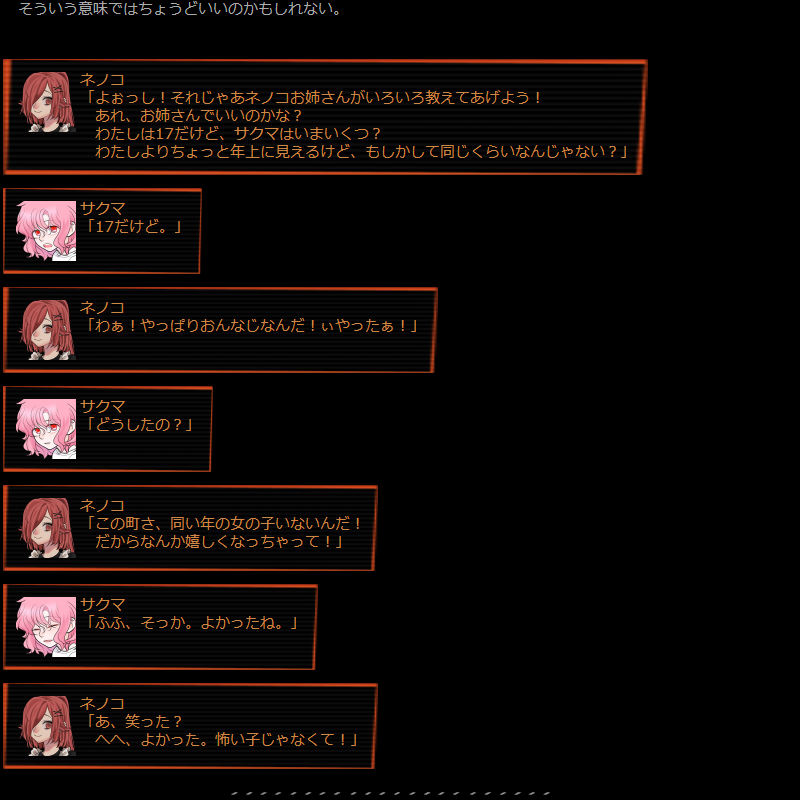 そういう意味ではちょうどいいのかもしれない。
ネノコ
「よぉっし！それじゃあネノコお姉さんがいろいろ教えてあげよう！
あれ、お姉さんでいいのかな？
わたしは17だけど、サクマはいまいくつ？
わたしよりちょっと年上に見えるけど、もしかして同じくらいなんじゃない？」
サクマ
「17だけど。」
ネノコ
「わぁ！やっぱりおんなじなんだ！ぃやったぁ！」
サクマ
「どうしたの？」
ネノコ
「この町さ、同い年の女の子いないんだ！
だからなんか嬉しくなっちゃって！」
サクマ
「ふふ、そっか。よかったね。」
ネノコ
「あ、笑った？
へへ、よかった。怖い子じゃなくて！」